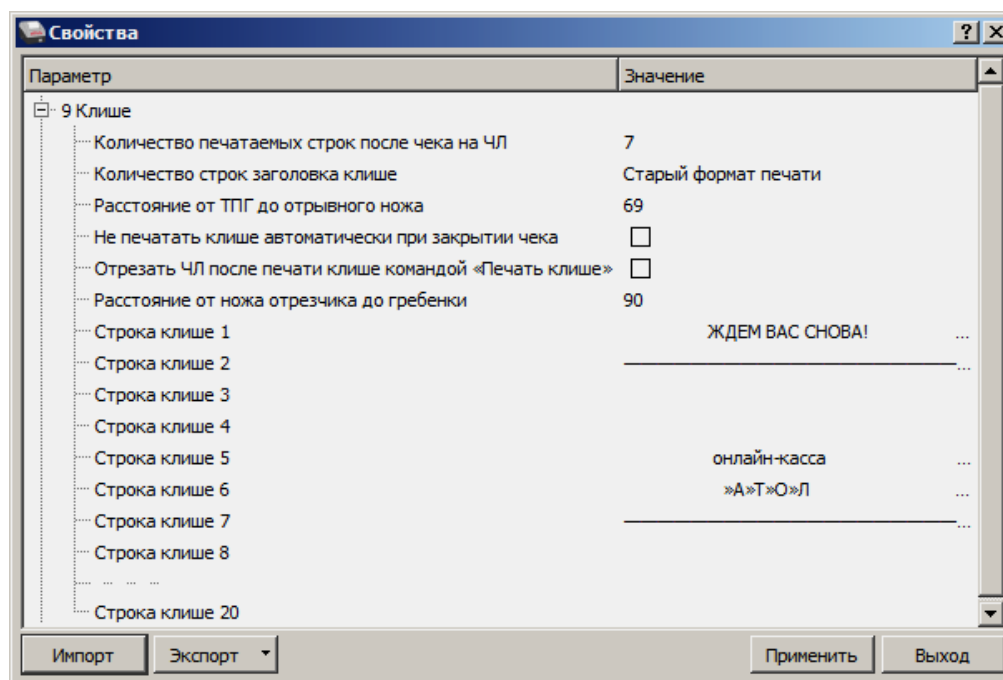 Свойства
Параметр Значение
9 Клише
Количество печатаемых строк после чека на ЧЛ 7
Количество строк заголовка клише Старый формат печати
Расстояние от ТПГ до отрывного ножа 69
Не печатать клише автоматически при закрытии чека
Отрезать ЧЛ после печати клише командой «Печать клише»
Расстояние от ножа отрезчика до гребенки 90
Строка клише 1 ЖДЕМ ВАС СНОВА! ...
Строка клише 2 ...
Строка клише 3
Строка клише 4
Строка клише 5 онлайн-касса ...
Строка клише 6 »А»Т»О»Л ...
Строка клише 7 ...
Строка клише 8
... ... ... ...
Строка клише 20
Импорт Экспорт Применить Выход